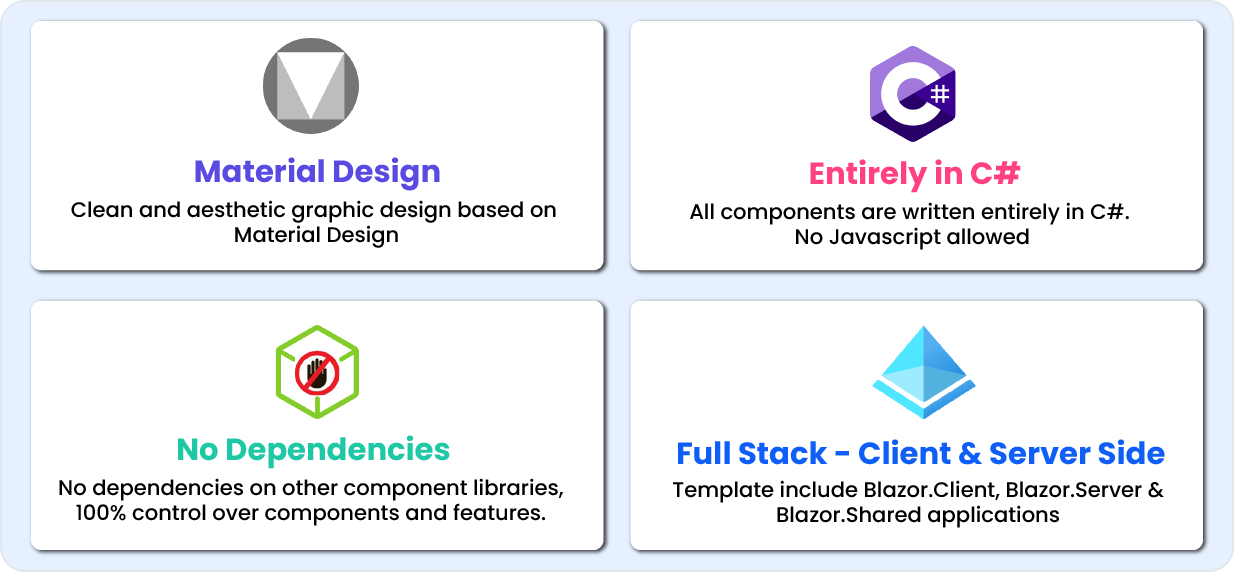 Material Design
Clean and aesthetic graphic design based on
Material Design
C#
Entirely in C#
All components are written entirely in C#.
No Javascript allowed
No Dependencies
No dependencies on other component libraries,
100% control over components and features.
Full Stack - Client & Server Side
Template include Blazor.Client, Blazor.Server &
Blazor.Shared applications